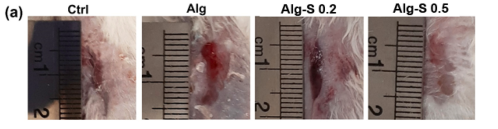 (a) Ctrl Alg Alg-S 0.2 Alg-S 0.5
cm 1 2 cm 1 2 cm 1 2 cm 1 2